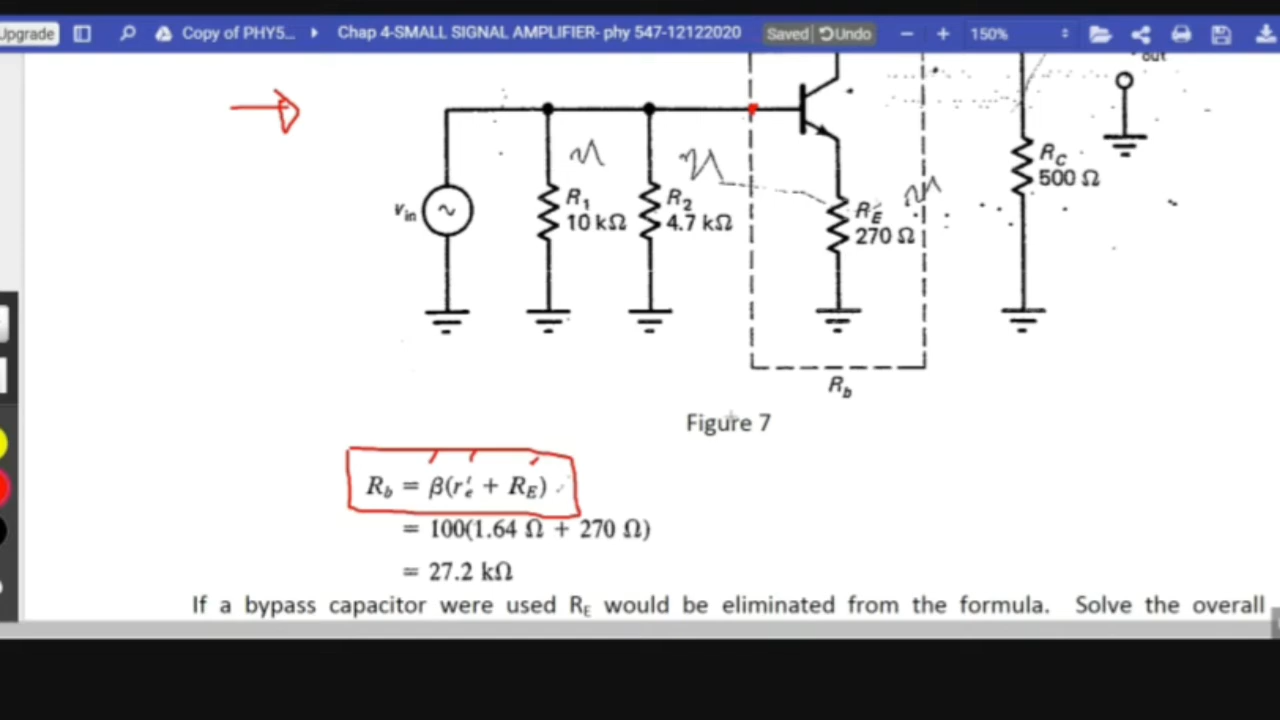 Upgrade
Copy of PHY5...
Chap 4-SMALL SIGNAL AMPLIFIER- phy 547-12122020
Saved
Undo
150%
out
R₁
10 kΩ
R₂
4.7 kΩ
RE
270 Ω
RC
500 Ω
vin
Rb
Figure 7
Rb = β(r′e + RE)
= 100(1.64 Ω + 270 Ω)
= 27.2 kΩ
If a bypass capacitor were used RE would be eliminated from the formula. Solve the overall